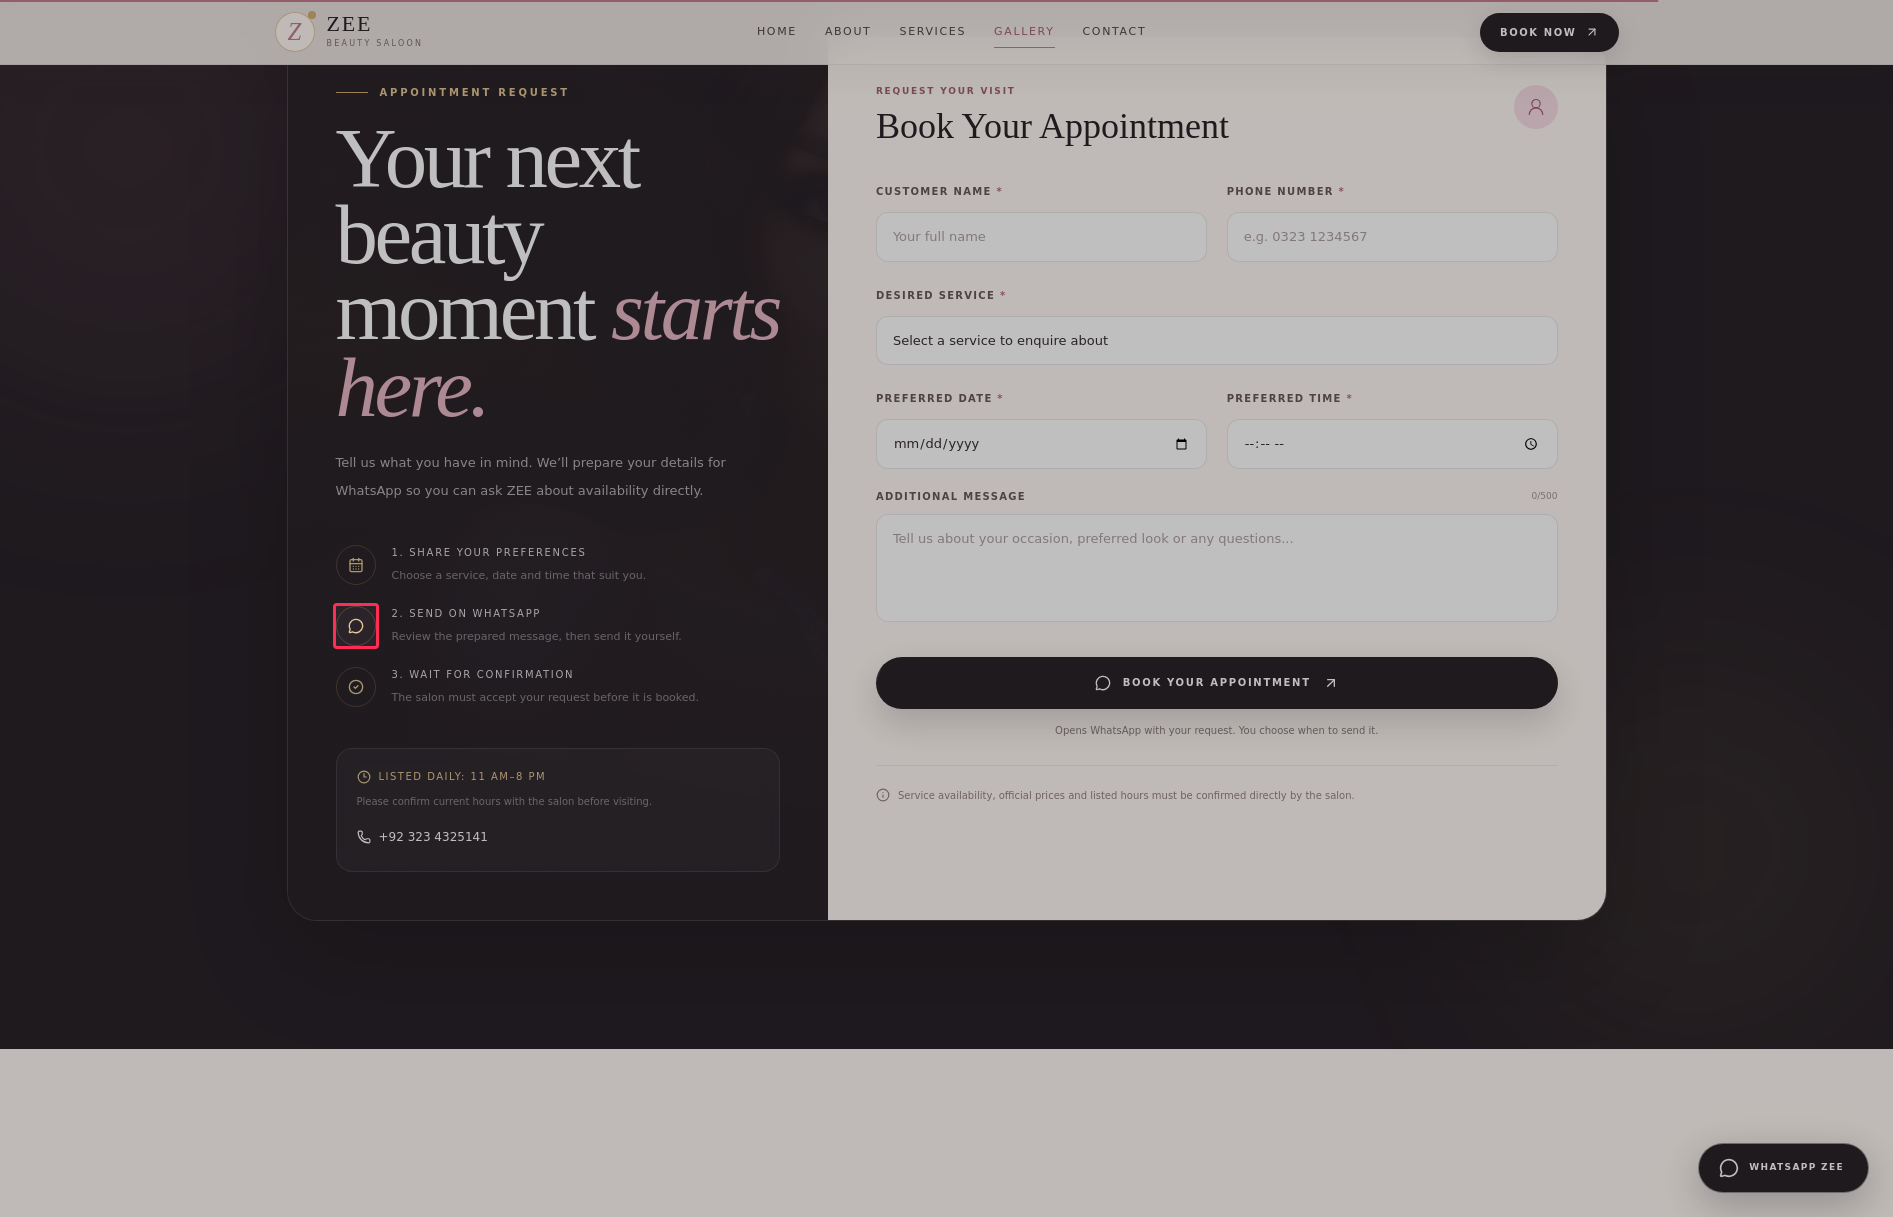 Z
ZEE
BEAUTY SALOON
HOME
ABOUT
SERVICES
GALLERY
CONTACT
BOOK NOW
APPOINTMENT REQUEST
Your next
beauty
moment starts
here.
Tell us what you have in mind. We’ll prepare your details for
WhatsApp so you can ask ZEE about availability directly.
1. SHARE YOUR PREFERENCES
Choose a service, date and time that suit you.
2. SEND ON WHATSAPP
Review the prepared message, then send it yourself.
3. WAIT FOR CONFIRMATION
The salon must accept your request before it is booked.
LISTED DAILY: 11 AM–8 PM
Please confirm current hours with the salon before visiting.
+92 323 4325141
REQUEST YOUR VISIT
Book Your Appointment
CUSTOMER NAME *
PHONE NUMBER *
Your full name
e.g. 0323 1234567
DESIRED SERVICE *
Select a service to enquire about
PREFERRED DATE *
PREFERRED TIME *
mm/dd/yyyy
--:-- --
ADDITIONAL MESSAGE
0/500
Tell us about your occasion, preferred look or any questions...
BOOK YOUR APPOINTMENT
Opens WhatsApp with your request. You choose when to send it.
Service availability, official prices and listed hours must be confirmed directly by the salon.
WHATSAPP ZEE